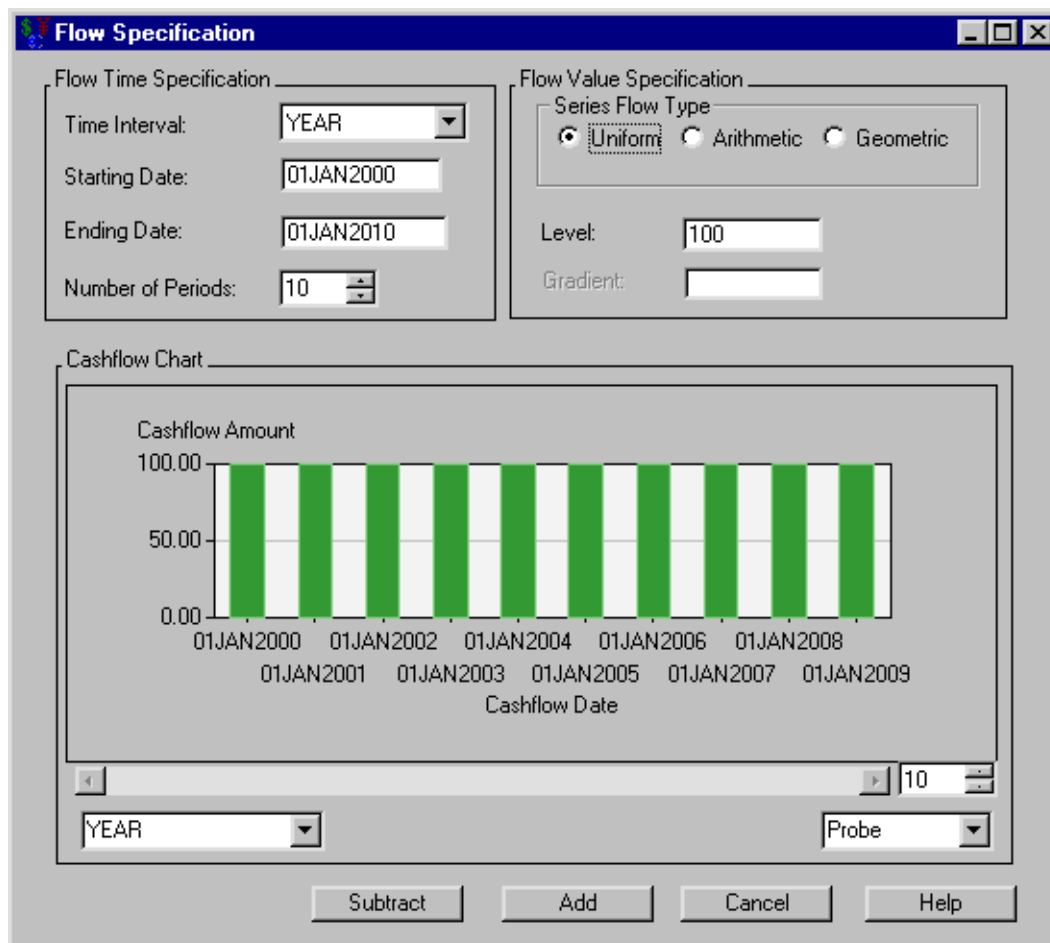 Flow Specification
Flow Time Specification
Time Interval: YEAR
Starting Date: 01JAN2000
Ending Date: 01JAN2010
Number of Periods: 10
Flow Value Specification
Series Flow Type
Uniform Arithmetic Geometric
Level: 100
Gradient:
Cashflow Chart
Cashflow Amount
100.00
50.00
0.00
01JAN2000 01JAN2002 01JAN2004 01JAN2006 01JAN2008
01JAN2001 01JAN2003 01JAN2005 01JAN2007 01JAN2009
Cashflow Date
10
YEAR Probe
Subtract Add Cancel Help